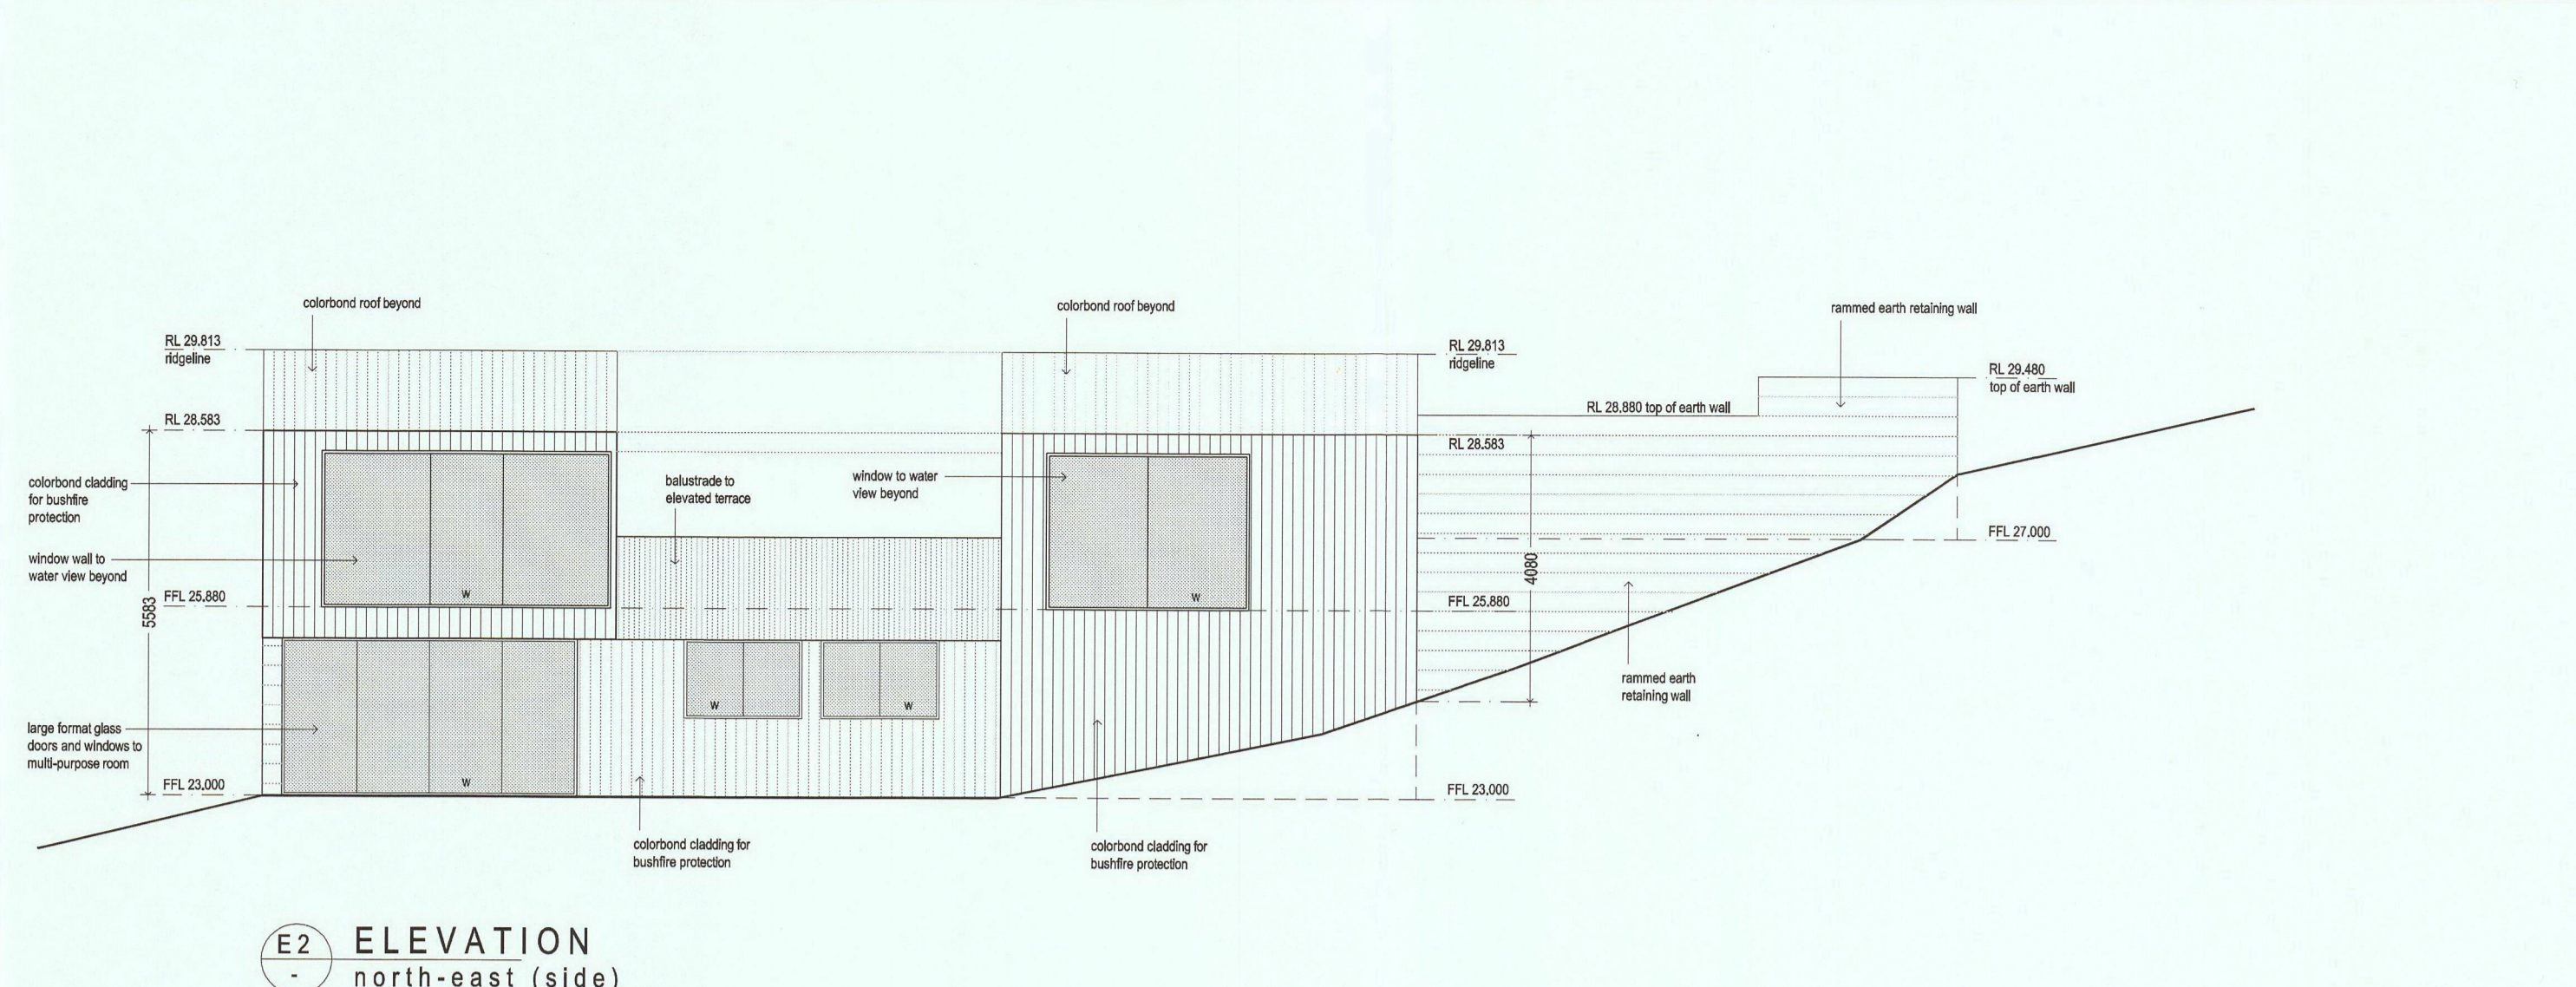 colorbond roof beyond
colorbond roof beyond
rammed earth retaining wall
RL 29.813
ridgeline
RL 29.813
ridgeline
RL 29.480
top of earth wall
RL 28.880 top of earth wall
RL 28.583
RL 28.583
colorbond cladding
for bushfire
protection
balustrade to
elevated terrace
window to water
view beyond
FFL 27.000
window wall to
water view beyond
4080
5583
FFL 25.880
W
W
FFL 25.880
rammed earth
retaining wall
W
W
large format glass
doors and windows to
multi-purpose room
W
FFL 23.000
FFL 23.000
colorbond cladding for
bushfire protection
colorbond cladding for
bushfire protection
E2
-
ELEVATION
north-east (side)